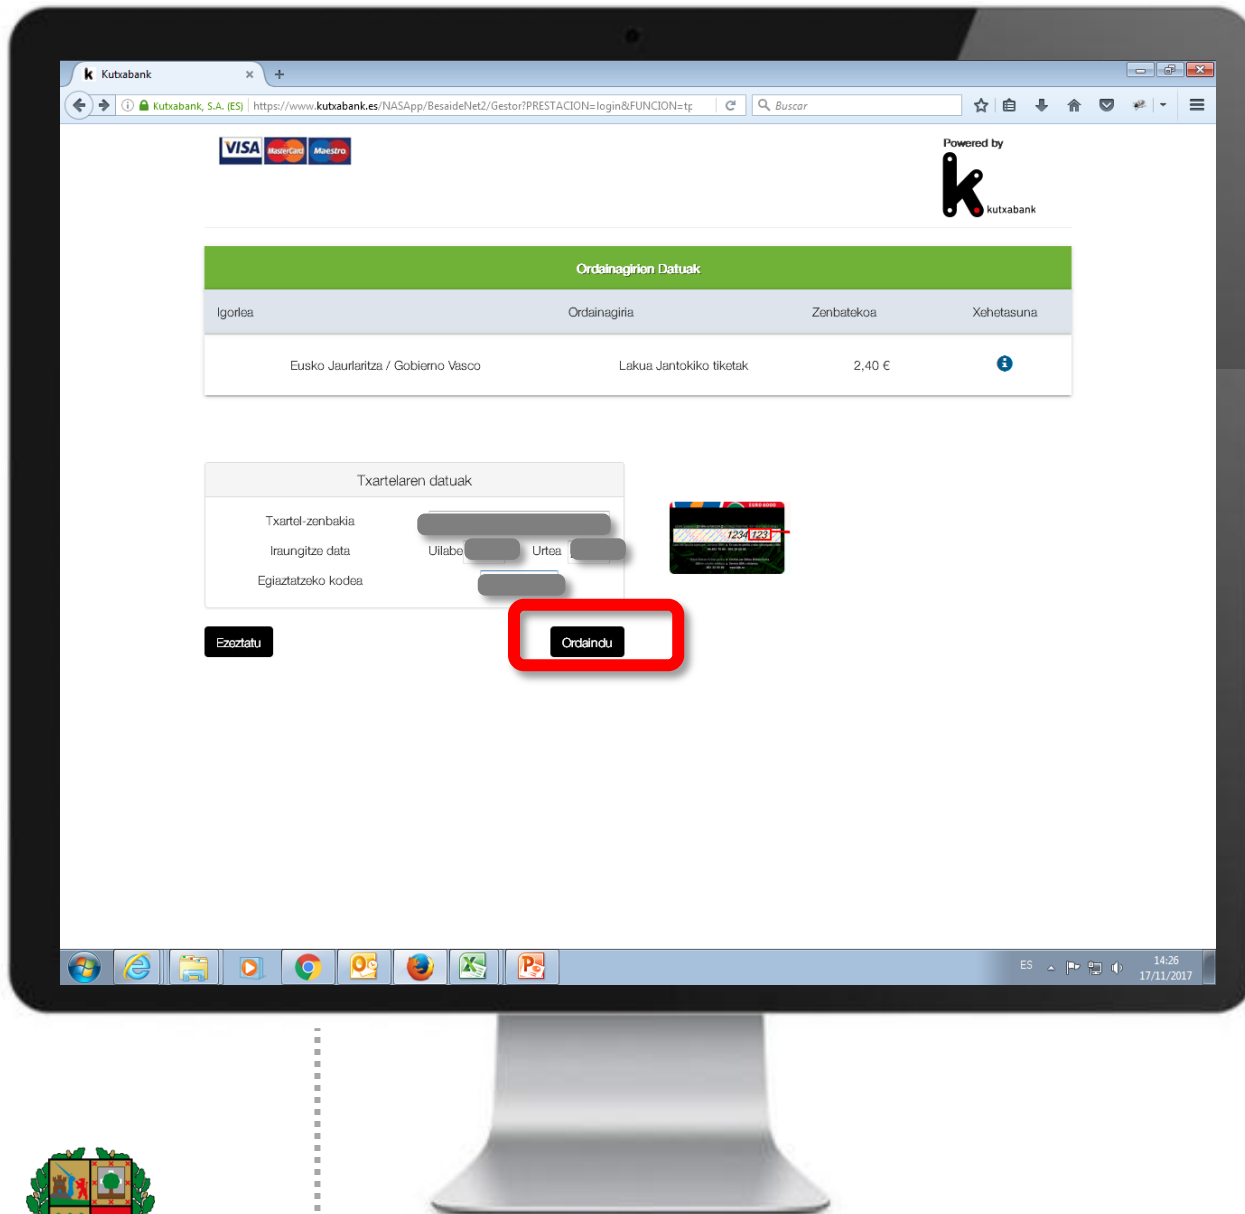 Kutxabank
Kutxabank, S.A. (ES) https://www.kutxabank.es/NASApp/BesaideNet2/Gestor?PRESTACION=login&FUNCION=tp
Buscar
VISA MasterCard Maestro
Powered by
k.
kutxabank
Ordainagirien Datuak
Igorlea Ordainagiria Zenbatekoa Xehetasuna
Eusko Jaurlaritza / Gobierno Vasco Lakua Jantokiko tiketak 2,40 €
Txartelaren datuak
Txartel-zenbakia
Iraungitze data Uilabe Urtea
Egiaztatzeko kodea
EURO 6000
1234 123
Ezeztatu Ordaindu
ES 14:26
17/11/2017